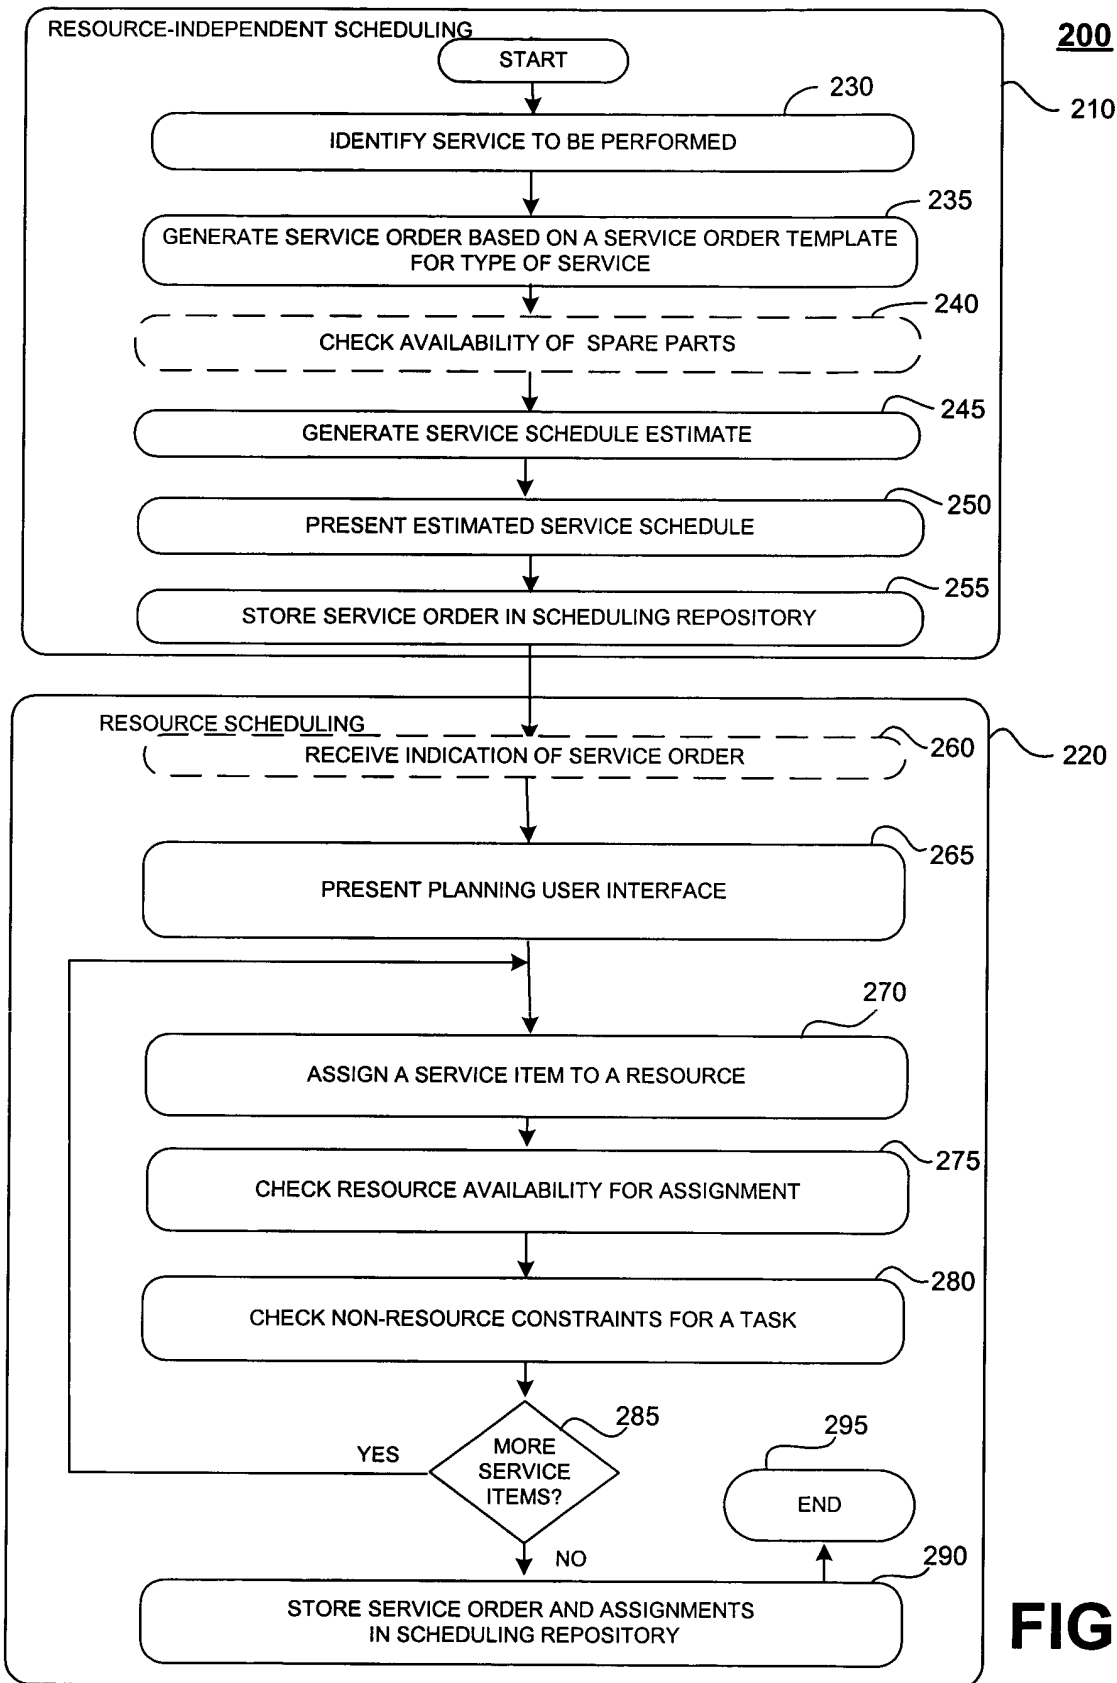 RESOURCE-INDEPENDENT SCHEDULING
200
START
210
230
IDENTIFY SERVICE TO BE PERFORMED
235
GENERATE SERVICE ORDER BASED ON A SERVICE ORDER TEMPLATE
FOR TYPE OF SERVICE
240
CHECK AVAILABILITY OF SPARE PARTS
245
GENERATE SERVICE SCHEDULE ESTIMATE
250
PRESENT ESTIMATED SERVICE SCHEDULE
255
STORE SERVICE ORDER IN SCHEDULING REPOSITORY
RESOURCE SCHEDULING
260
220
RECEIVE INDICATION OF SERVICE ORDER
265
PRESENT PLANNING USER INTERFACE
270
ASSIGN A SERVICE ITEM TO A RESOURCE
275
CHECK RESOURCE AVAILABILITY FOR ASSIGNMENT
280
CHECK NON-RESOURCE CONSTRAINTS FOR A TASK
285
YES
MORE
SERVICE
ITEMS?
295
END
NO
290
STORE SERVICE ORDER AND ASSIGNMENTS
IN SCHEDULING REPOSITORY
FIG